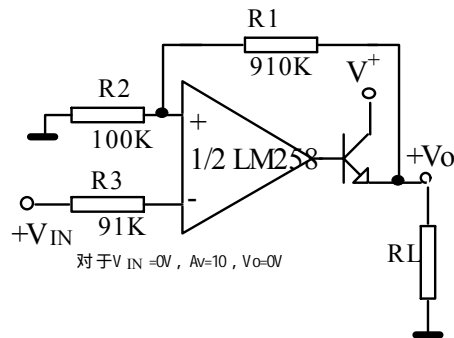 R1
910K
V+
R2
100K
+
1/2 LM258
+Vo
R3
-
91K
+VIN
RL
对于V IN =0V , Av=10 , Vo=0V